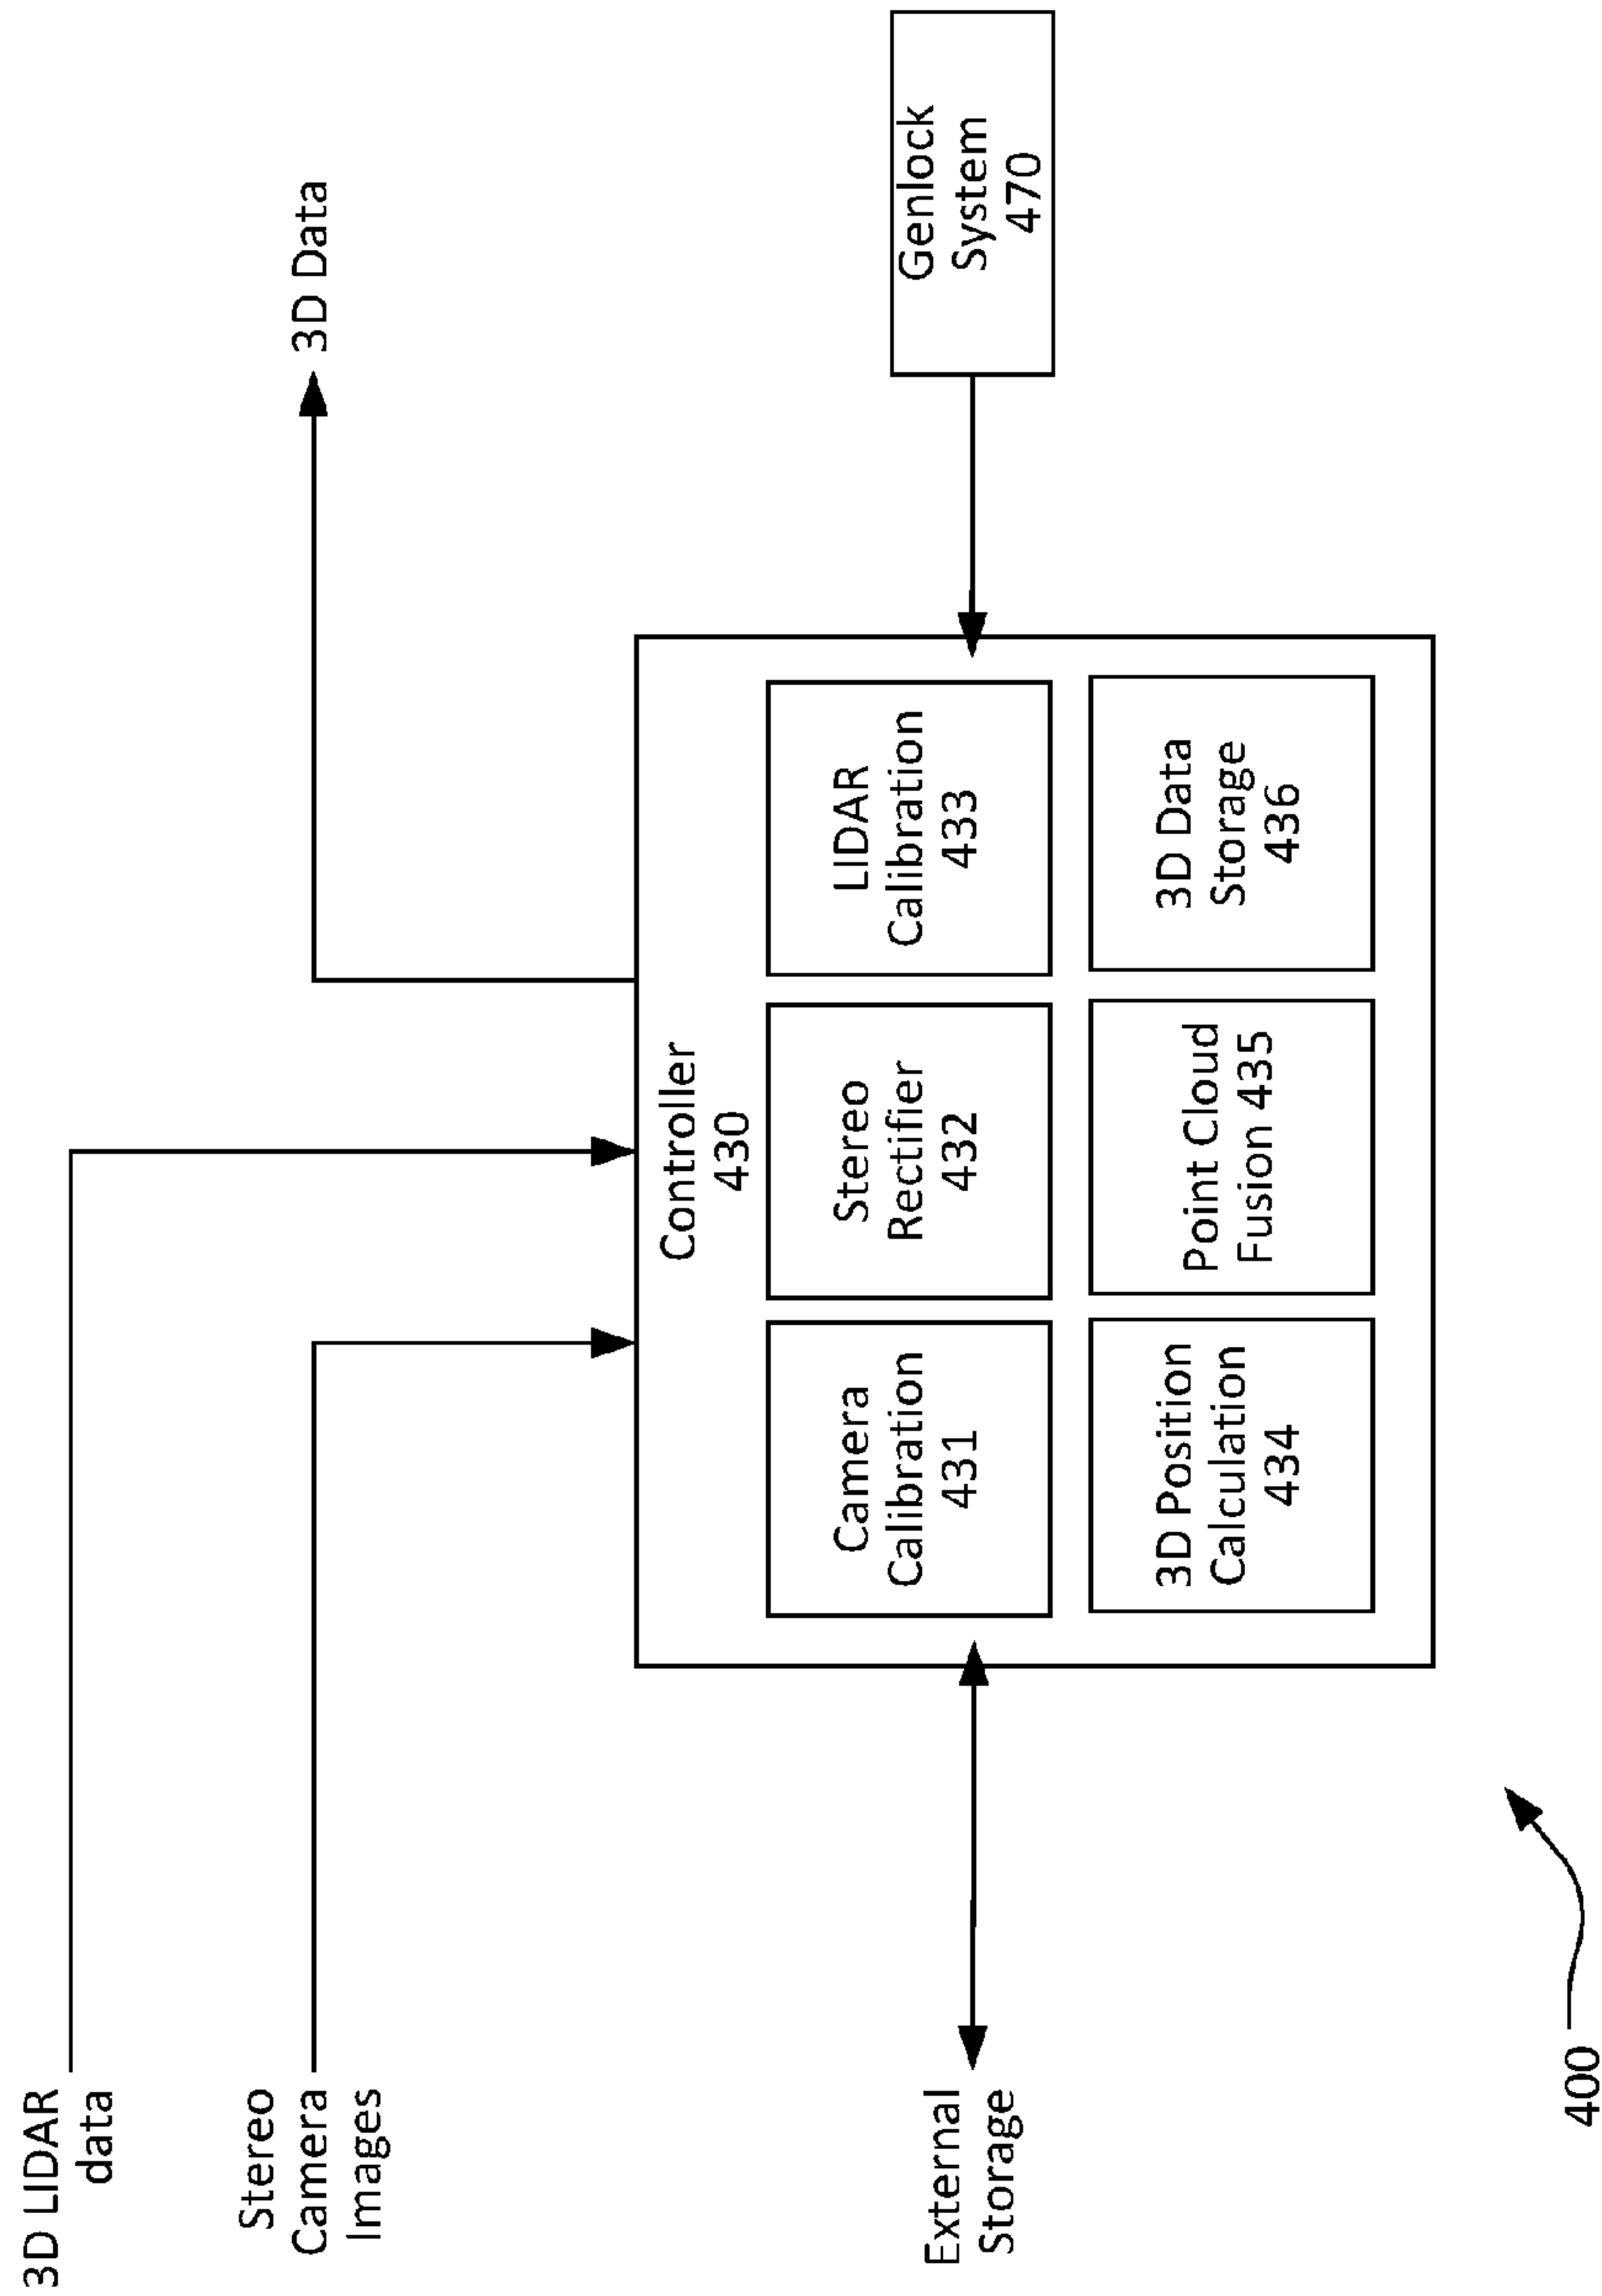 3D LIDAR
data
Stereo
Camera
Images
3D Data
Controller
430
Camera
Calibration
431
Stereo
Rectifier
432
LIDAR
Calibration
433
3D Position
Calculation
434
Point Cloud
Fusion 435
3D Data
Storage
436
External
Storage
Genlock
System
470
400